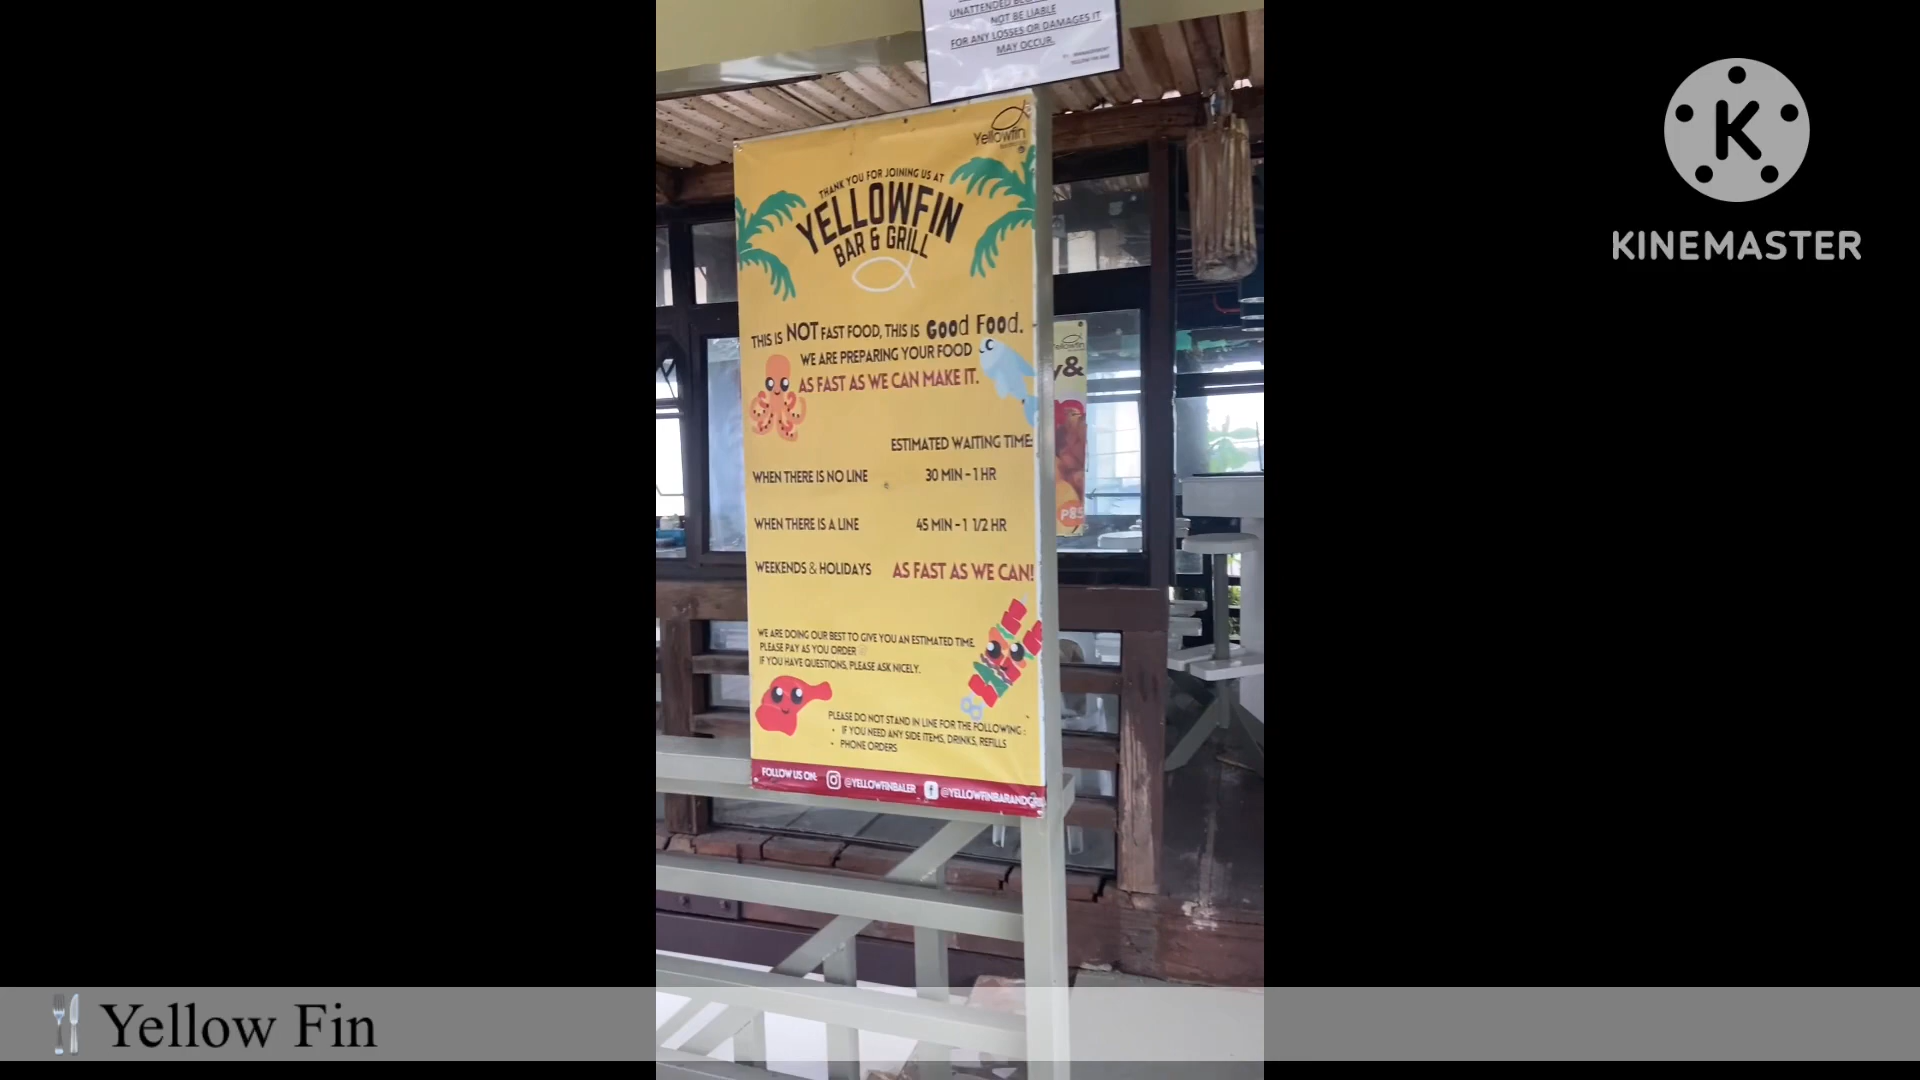 UNATTENDED
NOT BE LIABLE
FOR ANY LOSSES OR DAMAGES IT
MAY OCCUR.
Yellowfin
THANK YOU FOR JOINING US AT
YELLOWFIN
BAR & GRILL
THIS IS NOT FAST FOOD, THIS IS GOOd FOOd.
WE ARE PREPARING YOUR FOOD
AS FAST AS WE CAN MAKE IT.
ESTIMATED WAITING TIME:
WHEN THERE IS NO LINE 30 MIN - 1 HR
WHEN THERE IS A LINE 45 MIN - 1 1/2 HR
WEEKENDS & HOLIDAYS AS FAST AS WE CAN!
WE ARE DOING OUR BEST TO GIVE YOU AN ESTIMATED TIME.
PLEASE PAY AS YOU ORDER
IF YOU HAVE QUESTIONS, PLEASE ASK NICELY.
PLEASE DO NOT STAND IN LINE FOR THE FOLLOWING :
• IF YOU NEED ANY SIDE ITEMS, DRINKS, REFILLS
• PHONE ORDERS
FOLLOW US ON: @YELLOWFINBALER @YELLOWFINBARANDGRI
Yellowfin
y&
P85
K
KINEMASTER
Yellow Fin